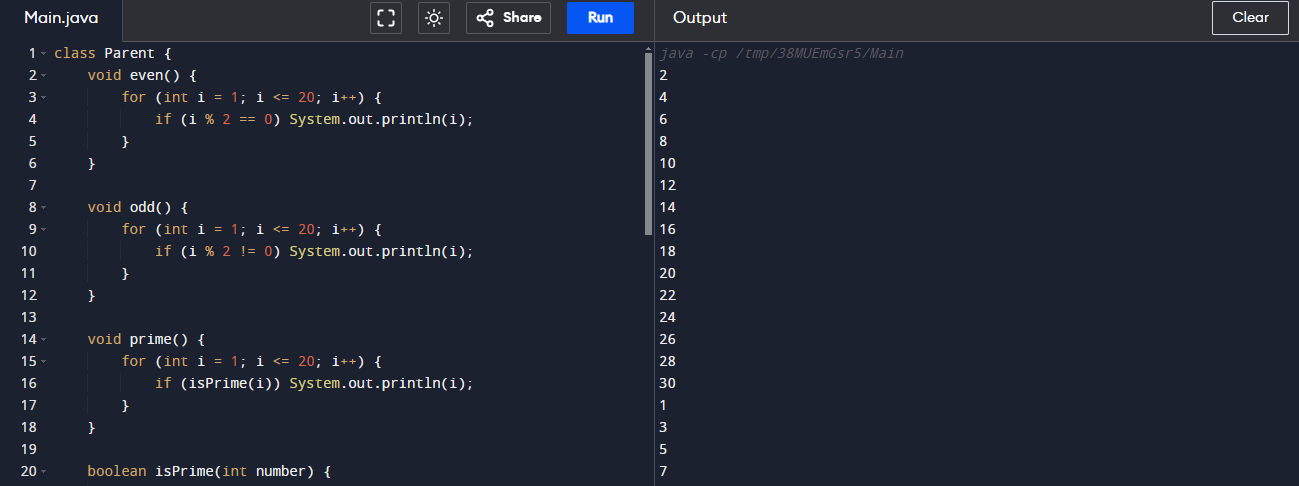 Main.java
Share
Run
Output
Clear
1 class Parent {
2     void even() {
3         for (int i = 1; i <= 20; i++) {
4             if (i % 2 == 0) System.out.println(i);
5         }
6     }
7
8     void odd() {
9         for (int i = 1; i <= 20; i++) {
10             if (i % 2 != 0) System.out.println(i);
11         }
12     }
13
14     void prime() {
15         for (int i = 1; i <= 20; i++) {
16             if (isPrime(i)) System.out.println(i);
17         }
18     }
19
20     boolean isPrime(int number) {
java -cp /tmp/38MUEmGsr5/Main
2
4
6
8
10
12
14
16
18
20
22
24
26
28
30
1
3
5
7